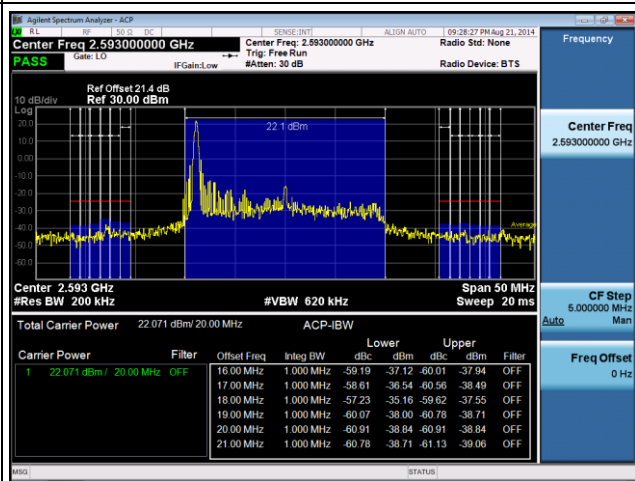 Agilent Spectrum Analyzer - ACP
RL RF 50 Ω DC SENSE:INT ALIGN AUTO 09:28:27 PM Aug 21, 2014
Center Freq 2.593000000 GHz
Center Freq: 2.593000000 GHz
Radio Std: None
Frequency
PASS
Gate: LO
IFGain:Low
Trig: Free Run
#Atten: 30 dB
Radio Device: BTS
Ref Offset 21.4 dB
10 dB/div Ref 30.00 dBm
Log
20.0
10.0
0.00
-10.0
-20.0
-30.0
-40.0
-50.0
-60.0
22.1 dBm
Average
Center 2.593 GHz
Span 50 MHz
#Res BW 200 kHz
#VBW 620 kHz
Sweep 20 ms
Total Carrier Power 22.071 dBm/ 20.00 MHz ACP-IBW
Lower Upper
Carrier Power Filter Offset Freq Integ BW dBc dBm dBc dBm Filter
1 22.071 dBm / 20.00 MHz OFF
16.00 MHz 1.000 MHz -59.19 -37.12 -60.01 -37.94 OFF
17.00 MHz 1.000 MHz -58.61 -36.54 -60.56 -38.49 OFF
18.00 MHz 1.000 MHz -57.23 -35.16 -59.62 -37.55 OFF
19.00 MHz 1.000 MHz -60.07 -38.00 -60.78 -38.71 OFF
20.00 MHz 1.000 MHz -60.91 -38.84 -60.91 -38.84 OFF
21.00 MHz 1.000 MHz -60.78 -38.71 -61.13 -39.06 OFF
Center Freq
2.593000000 GHz
CF Step
5.000000 MHz
Auto Man
Freq Offset
0 Hz
MSG STATUS